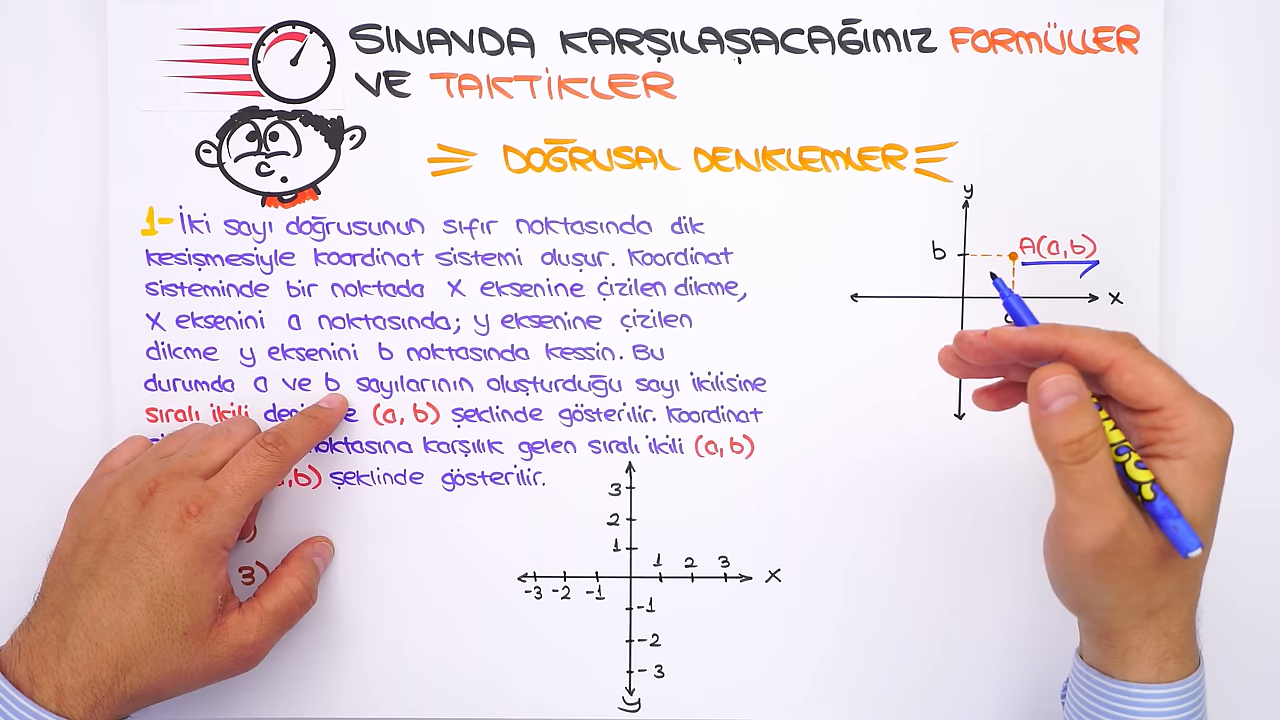 SINAVDA KARŞILAŞACAĞIMIZ FORMÜLLER
VE TAKTİKLER
DOĞRUSAL DENKLEMLER
1- İki sayı doğrusunun sıfır noktasında dik
kesişmesiyle koordinat sistemi oluşur. Koordinat
sisteminde bir noktada x eksenine çizilen dikme,
x eksenini a noktasında; y eksenine çizilen
dikme y eksenini b noktasında kessin. Bu
durumda a ve b sayılarının oluşturduğu sayı ikilisine
sıralı ikili (a, b) şeklinde gösterilir. Koordinat
noktasına karşılık gelen sıralı ikili (a, b)
,b) şeklinde gösterilir.
3)
y
b
A(a,b)
x
3
2
1
1 2 3
x
-3 -2 -1
-1
-2
-3
y